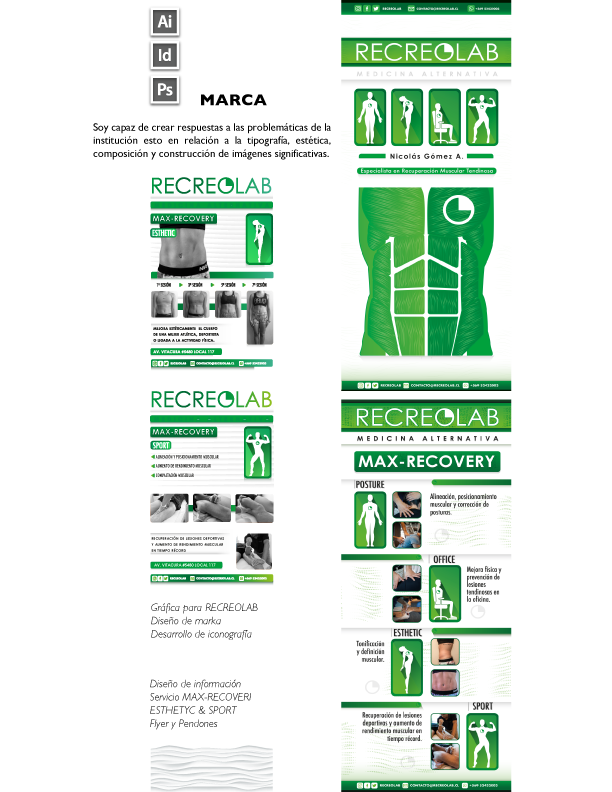 Ai
Id
Ps
MARCA
Soy capaz de crear respuestas a las problemáticas de la
institución esto en relación a la tipografía, estética,
composición y construcción de imágenes significativas.
RECREOLAB
MAX-RECOVERY
ESTHETIC
1ª SESIÓN
3ª SESIÓN
5ª SESIÓN
7ª SESIÓN
MEJORA ESTÉTICAMENTE EL CUERPO
DE UNA MUJER ATLÉTICA, DEPORTISTA
O LIGADA A LA ACTIVIDAD FÍSICA.
AV. VITACURA #9480 LOCAL 117
RECREOLAB CONTACTO@RECREOLAB.CL
RECREOLAB
MAX-RECOVERY
SPORT
ALINEACIÓN Y POSICIONAMIENTO MUSCULAR
AUMENTO DE RENDIMIENTO MUSCULAR
COMPACTACIÓN MUSCULAR
RECUPERACIÓN DE LESIONES DEPORTIVAS
Y AUMENTO DE RENDIMIENTO MUSCULAR
EN TIEMPO RÉCORD
AV. VITACURA #9480 LOCAL 117
RECREOLAB CONTACTO@RECREOLAB.CL
Gráfica para RECREOLAB
Diseño de marka
Desarrollo de iconografía
Diseño de información
Servicio MAX-RECOVERI
ESTHETYC & SPORT
Flyer y Pendones
RECREOLAB CONTACTO@RECREOLAB.CL
RECREOLAB
MEDICINA ALTERNATIVA
Nicolás Gómez A.
Especialista en Recuperación Muscular Tendinosa
RECREOLAB CONTACTO@RECREOLAB.CL
RECREOLAB
MEDICINA ALTERNATIVA
MAX-RECOVERY
POSTURE
Alineación, posicionamiento
muscular y corrección de
posturas.
OFFICE
Mejora física y
prevención de
lesiones
tendinosas en
la oficina.
ESTHETIC
Tonificación
y definición
muscular.
SPORT
Recuperación de lesiones
deportivas y aumento de
rendimiento muscular en
tiempo récord.
RECREOLAB CONTACTO@RECREOLAB.CL